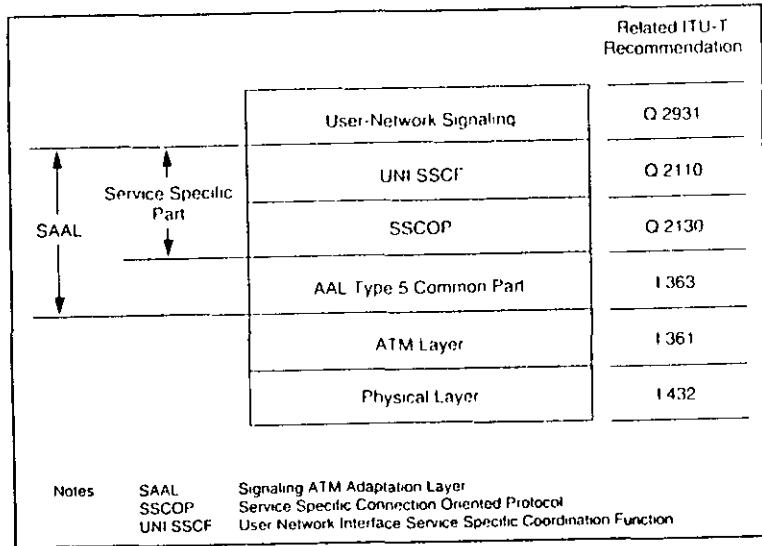 Related ITU-T
Recommendation
User-Network Signaling Q 2931
UNI SSCF Q 2110
Service Specific
Part
SAAL
SSCOP Q 2130
AAL Type 5 Common Part I 363
ATM Layer I 361
Physical Layer I 432
Notes SAAL Signaling ATM Adaptation Layer
SSCOP Service Specific Connection Oriented Protocol
UNI SSCF User Network Interface Service Specific Coordination Function